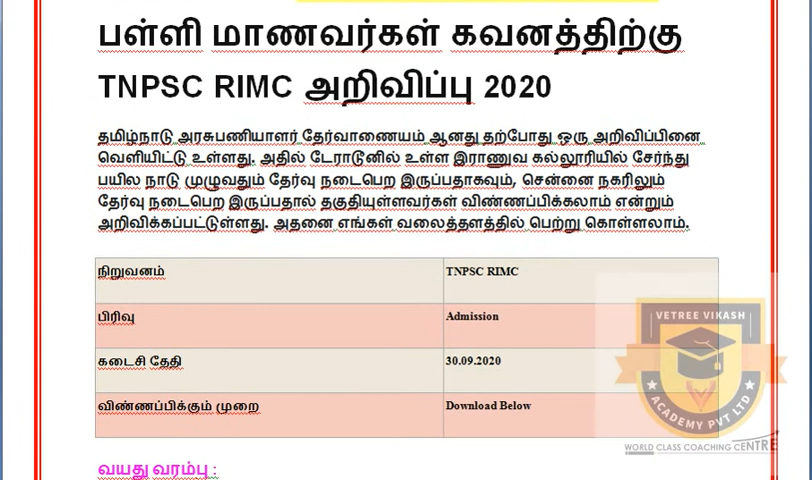 பள்ளி மாணவர்கள் கவனத்திற்கு
TNPSC RIMC அறிவிப்பு 2020
தமிழ்நாடு அரசுபணியாளர் தேர்வாணையம் ஆனது தற்போது ஒரு அறிவிப்பினை
வெளியிட்டு உள்ளது. அதில் டேராடூனில் உள்ள இராணுவ கல்லூரியில் சேர்ந்து
பயில நாடு முழுவதும் தேர்வு நடைபெற இருப்பதாகவும், சென்னை நகரிலும்
தேர்வு நடைபெற இருப்பதால் தகுதியுள்ளவர்கள் விண்ணப்பிக்கலாம் என்றும்
அறிவிக்கப்பட்டுள்ளது. அதனை எங்கள் வலைத்தளத்தில் பெற்று கொள்ளலாம்.
நிறுவனம் TNPSC RIMC
பிரிவு Admission
கடைசி தேதி 30.09.2020
விண்ணப்பிக்கும் முறை Download Below
VETREE VIKASH
ACADEMY PVT LTD
WORLD CLASS COACHING CENTRE
வயது வரம்பு :